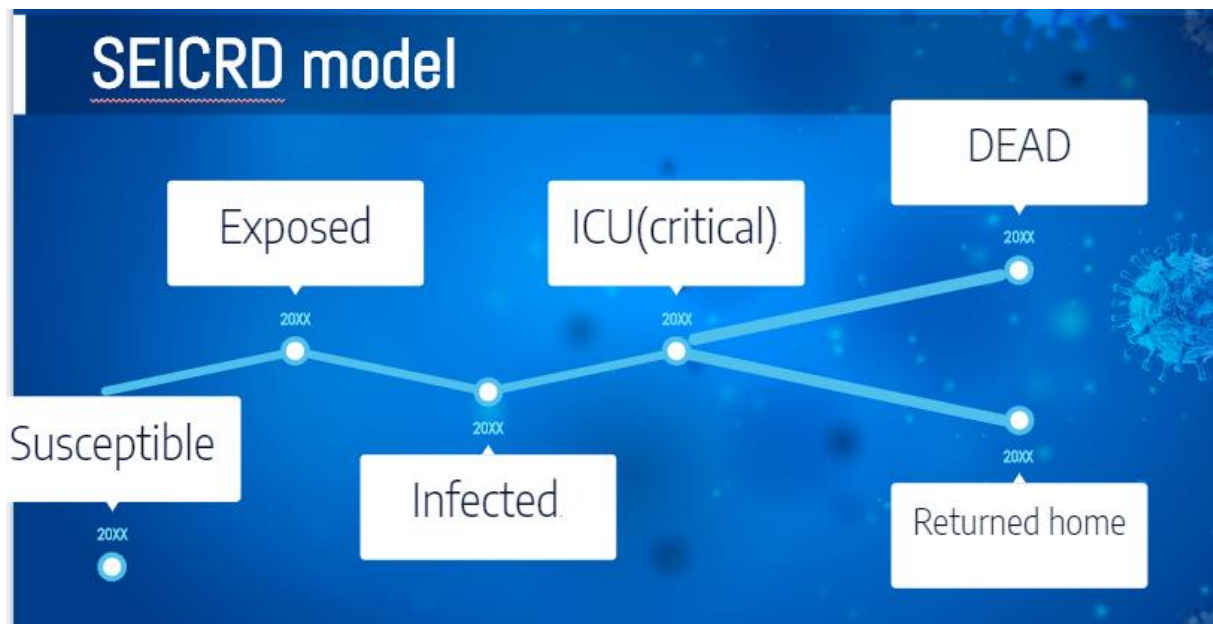 SEICRD model
DEAD
Exposed
ICU(critical).
20XX
20XX
20XX
Susceptible
20XX
Infected.
20XX
Returned home
20XX